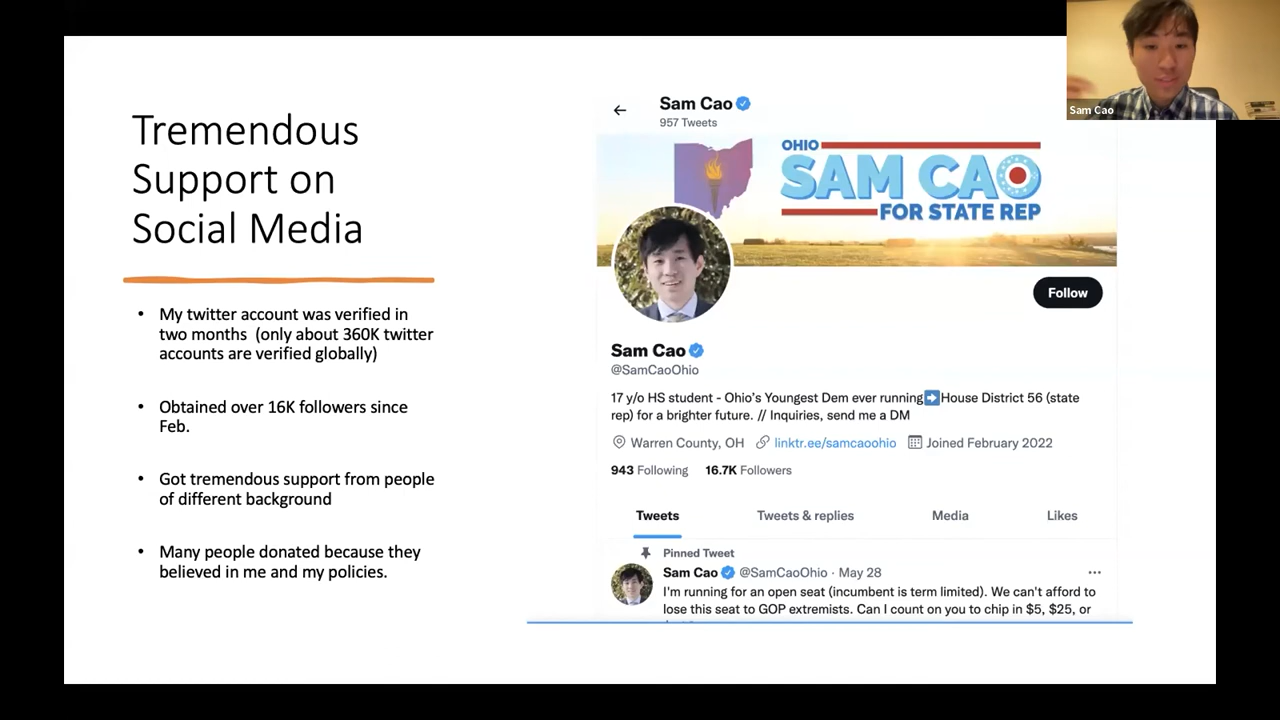 Tremendous
Support on
Social Media
• My twitter account was verified in
two months (only about 360K twitter
accounts are verified globally)
• Obtained over 16K followers since
Feb.
• Got tremendous support from people
of different background
• Many people donated because they
believed in me and my policies.
Sam Cao
957 Tweets
OHIO
SAM CAO
FOR STATE REP
Follow
Sam Cao
@SamCaoOhio
17 y/o HS student - Ohio's Youngest Dem ever running➡️House District 56 (state
rep) for a brighter future. // Inquiries, send me a DM
Warren County, OH linktr.ee/samcaoohio Joined February 2022
943 Following 16.7K Followers
Tweets Tweets & replies Media Likes
Pinned Tweet
Sam Cao @SamCaoOhio · May 28 ...
I'm running for an open seat (incumbent is term limited). We can't afford to
lose this seat to GOP extremists. Can I count on you to chip in $5, $25, or
Sam Cao